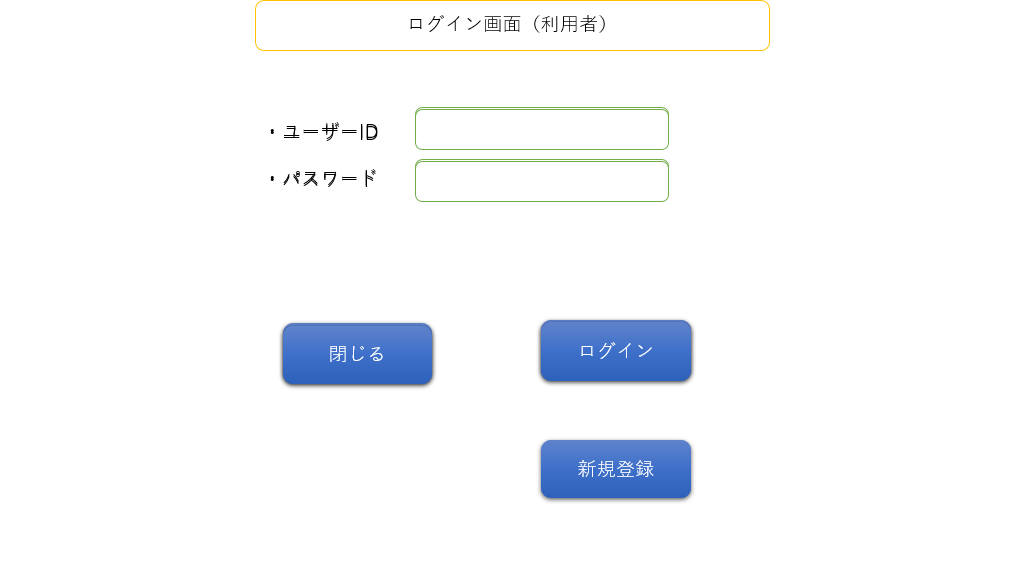 ログイン画面（利用者）
・ユーザーID
・パスワード
閉じる
ログイン
新規登録